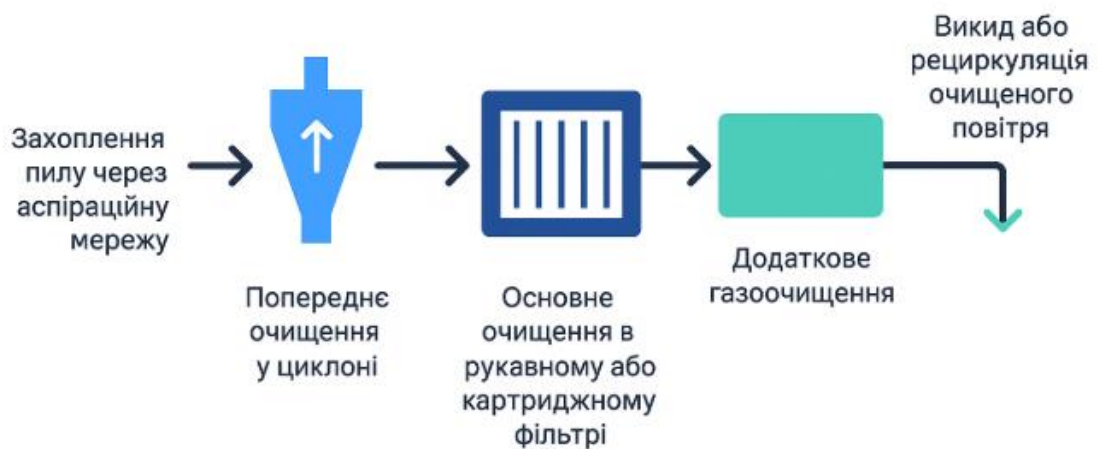 Захоплення
пилу через
аспіраційну
мережу
Попереднє
очищення
у циклоні
Основне
очищення в
рукавному або
картриджному
фільтрі
Додаткове
газоочищення
Викид або
рециркуляція
очищеного
повітря